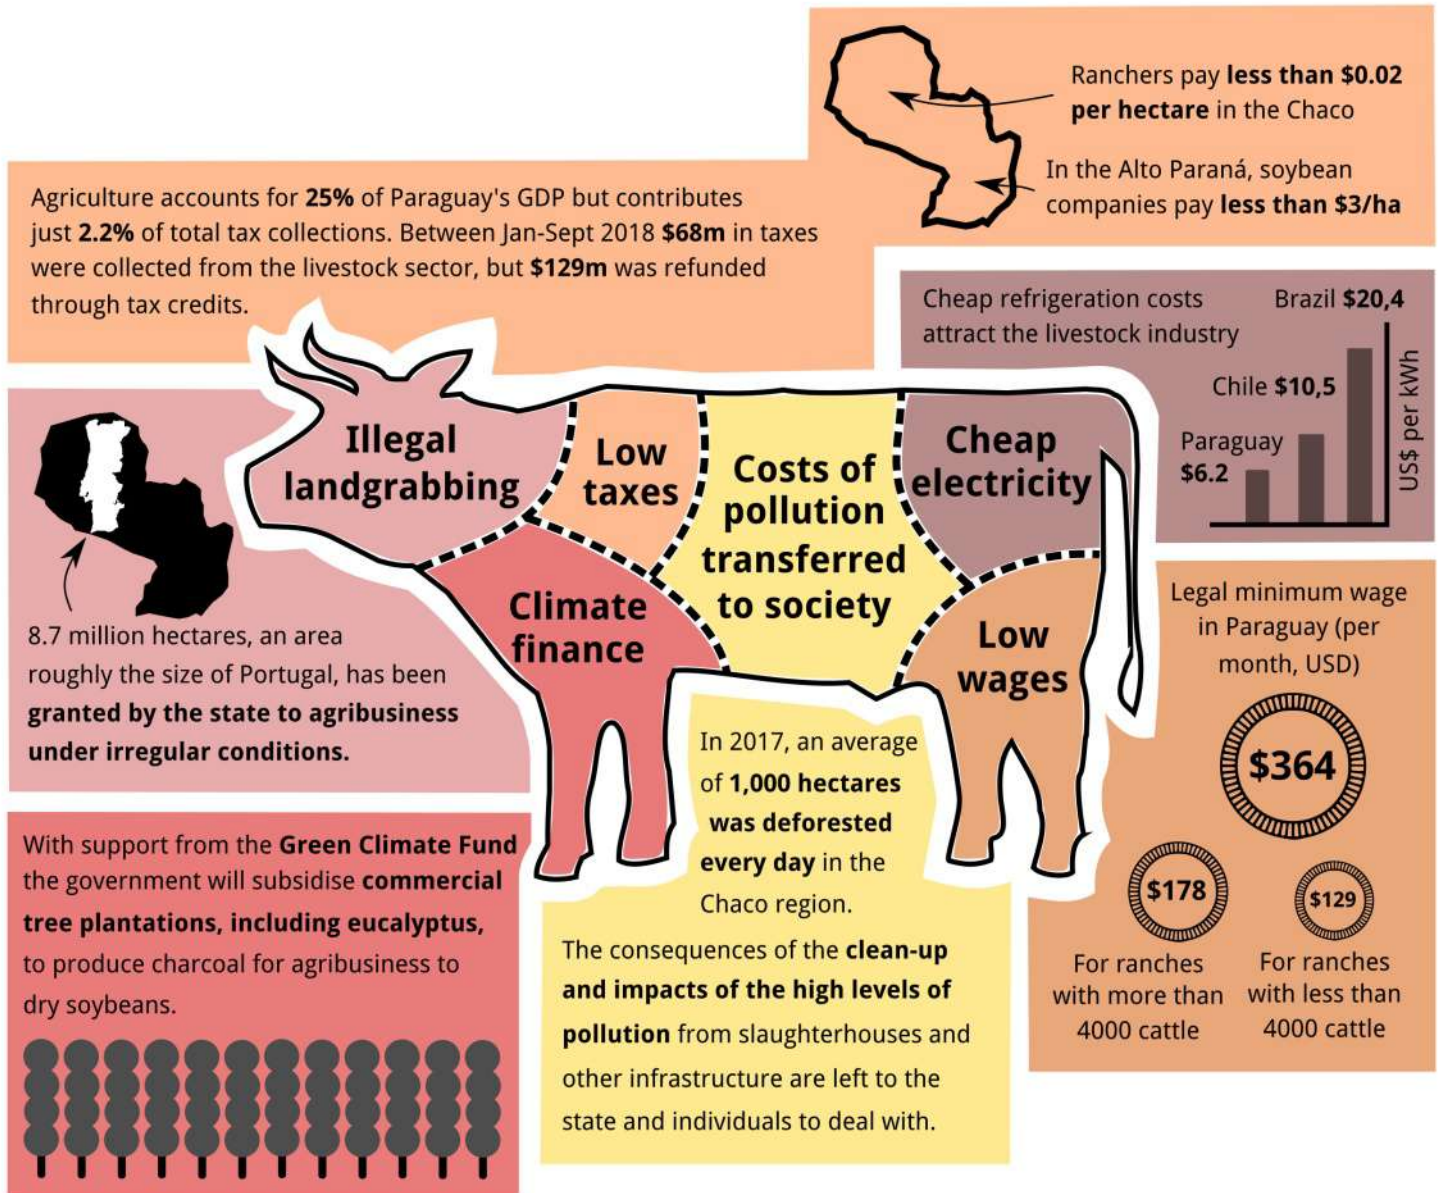 Ranchers pay less than $0.02
per hectare in the Chaco
In the Alto Paraná, soybean
companies pay less than $3/ha
Agriculture accounts for 25% of Paraguay's GDP but contributes
just 2.2% of total tax collections. Between Jan-Sept 2018 $68m in taxes
were collected from the livestock sector, but $129m was refunded
through tax credits.
Cheap refrigeration costs
attract the livestock industry
Brazil $20,4
Chile $10,5
Paraguay
$6.2
US$ per kWh
Illegal
landgrabbing
Low
taxes
Costs of
pollution
transferred
to society
Cheap
electricity
Climate
finance
Low
wages
8.7 million hectares, an area
roughly the size of Portugal, has been
granted by the state to agribusiness
under irregular conditions.
Legal minimum wage
in Paraguay (per
month, USD)
$364
$178
$129
For ranches
with more than
4000 cattle
For ranches
with less than
4000 cattle
In 2017, an average
of 1,000 hectares
was deforested
every day in the
Chaco region.
The consequences of the clean-up
and impacts of the high levels of
pollution from slaughterhouses and
other infrastructure are left to the
state and individuals to deal with.
With support from the Green Climate Fund
the government will subsidise commercial
tree plantations, including eucalyptus,
to produce charcoal for agribusiness to
dry soybeans.